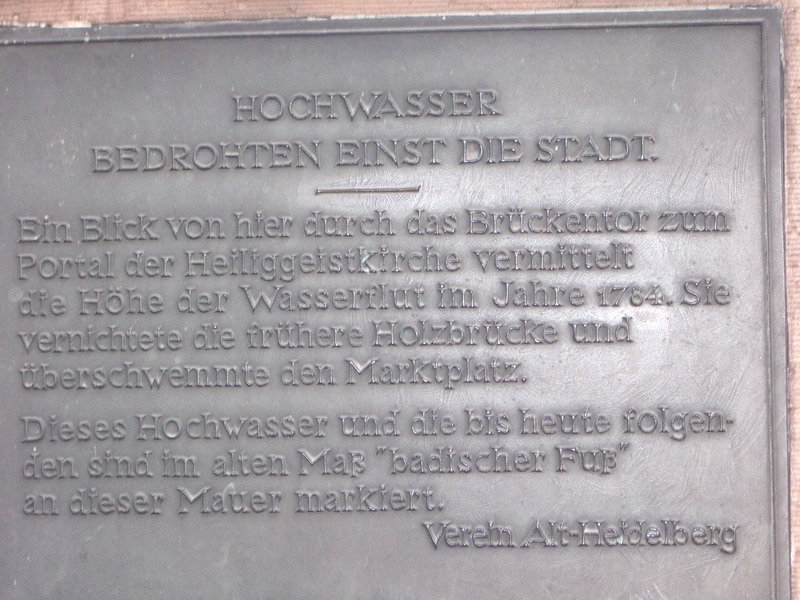 HOCHWASSER
BEDROHTEN EINST DIE STADT.
Ein Blick von hier durch das Brückentor zum
Portal der Heiliggeistkirche vermittelt
die Höhe der Wasserflut im Jahre 1784. Sie
vernichtete die frühere Holzbrücke und
überschwemmte den Marktplatz.
Dieses Hochwasser und die bis heute folgen-
den sind im alten Maß "badischer Fuß"
an dieser Mauer markiert.
Verein Alt-Heidelberg